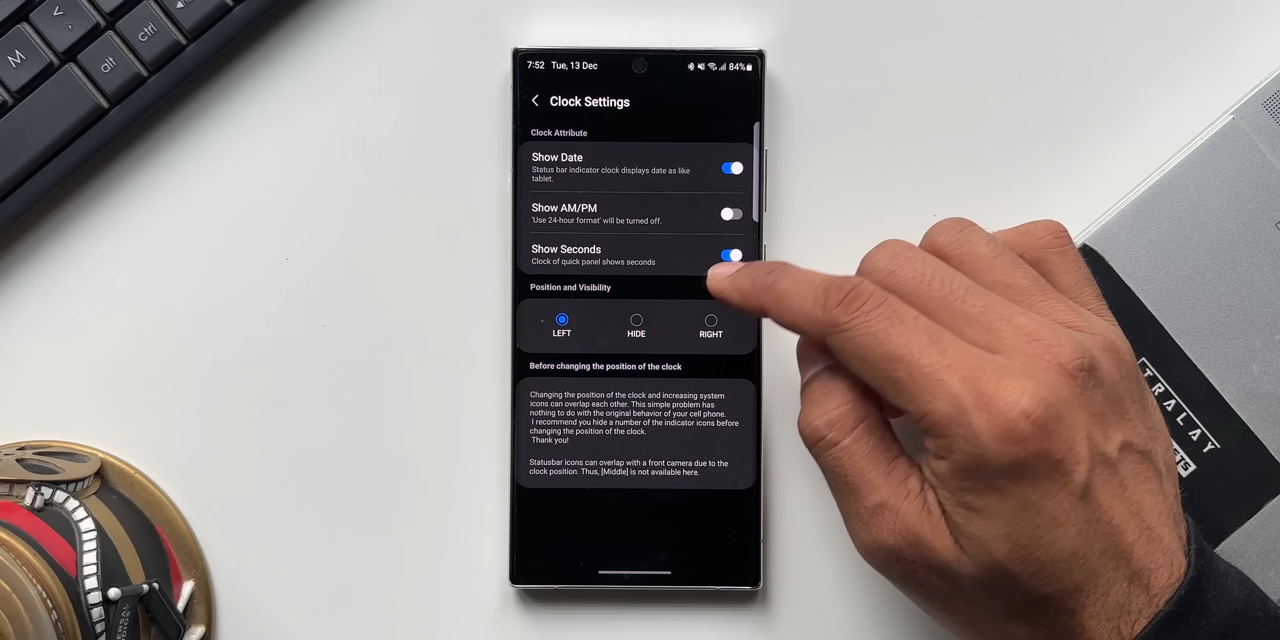 M
alt
ctrl
7:52 Tue, 13 Dec
84%
Clock Settings
Clock Attribute
Show Date
Status bar indicator clock displays date as like
tablet.
Show AM/PM
'Use 24-hour format' will be turned off.
Show Seconds
Clock of quick panel shows seconds
Position and Visibility
LEFT
HIDE
RIGHT
Before changing the position of the clock
Changing the position of the clock and increasing system
icons can overlap each other. This simple problem has
nothing to do with the original behavior of your cell phone.
I recommend you hide a number of the indicator icons before
changing the position of the clock.
Thank you!
Statusbar icons can overlap with a front camera due to the
clock position. Thus, [Middle] is not available here.
TRALAY